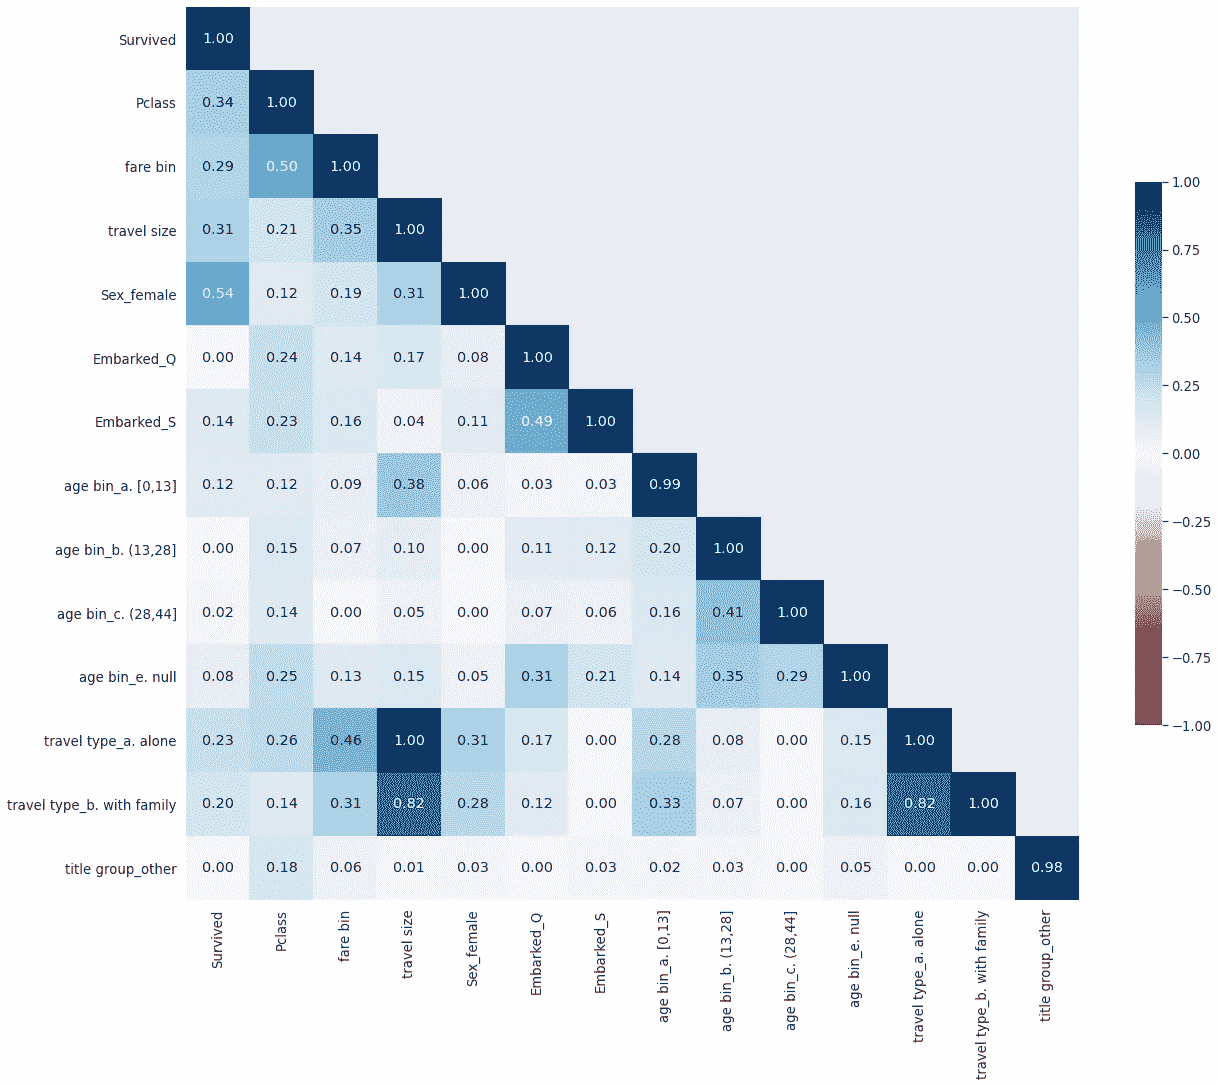 Survived 1.00
Pclass 0.34 1.00
fare bin 0.29 0.50 1.00
travel size 0.31 0.21 0.35 1.00
Sex_female 0.54 0.12 0.19 0.31 1.00
Embarked_Q 0.00 0.24 0.14 0.17 0.08 1.00
Embarked_S 0.14 0.23 0.16 0.04 0.11 0.49 1.00
age bin_a. [0,13] 0.12 0.12 0.09 0.38 0.06 0.03 0.03 0.99
age bin_b. (13,28] 0.00 0.15 0.07 0.10 0.00 0.11 0.12 0.20 1.00
age bin_c. (28,44] 0.02 0.14 0.00 0.05 0.00 0.07 0.06 0.16 0.41 1.00
age bin_e. null 0.08 0.25 0.13 0.15 0.05 0.31 0.21 0.14 0.35 0.29 1.00
travel type_a. alone 0.23 0.26 0.46 1.00 0.31 0.17 0.00 0.28 0.08 0.00 0.15 1.00
travel type_b. with family 0.20 0.14 0.31 0.82 0.28 0.12 0.00 0.33 0.07 0.00 0.16 0.82 1.00
title group_other 0.00 0.18 0.06 0.01 0.03 0.00 0.03 0.02 0.03 0.00 0.05 0.00 0.00 0.98
Survived
Pclass
fare bin
travel size
Sex_female
Embarked_Q
Embarked_S
age bin_a. [0,13]
age bin_b. (13,28]
age bin_c. (28,44]
age bin_e. null
travel type_a. alone
travel type_b. with family
title group_other
1.00
0.75
0.50
0.25
0.00
−0.25
−0.50
−0.75
−1.00